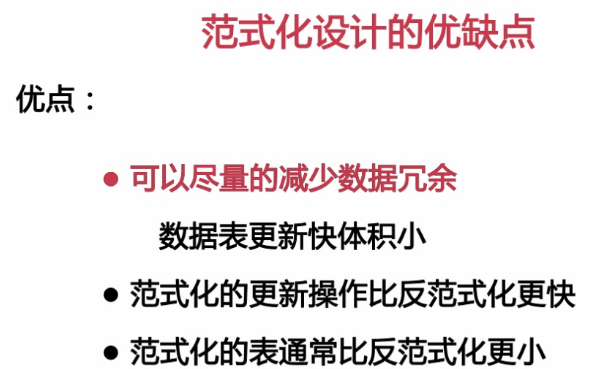 范式化设计的优缺点
优点：
● 可以尽量的减少数据冗余
数据表更新快体积小
● 范式化的更新操作比反范式化更快
● 范式化的表通常比反范式化更小